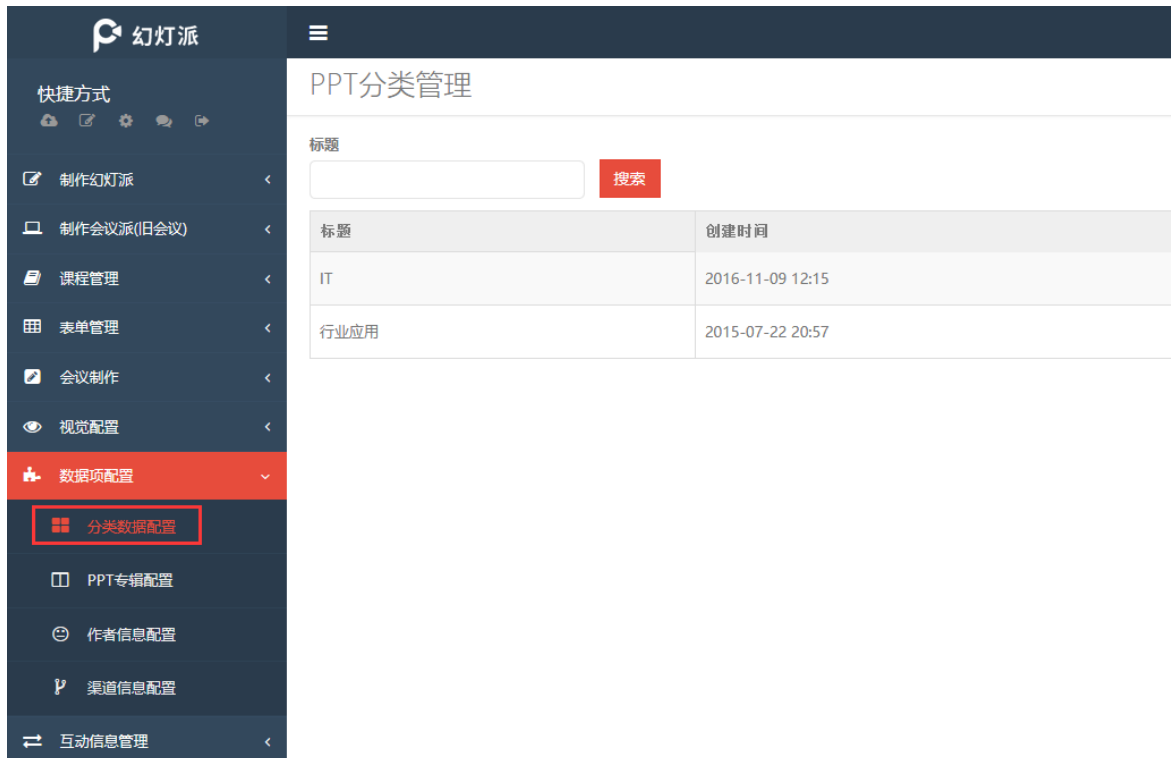 幻灯派
快捷方式
制作幻灯派
制作会议派(旧会议)
课程管理
表单管理
会议制作
视觉配置
数据项配置
分类数据配置
PPT专辑配置
作者信息配置
渠道信息配置
互动信息管理
PPT分类管理
标题
搜索
标题 创建时间
IT 2016-11-09 12:15
行业应用 2015-07-22 20:57